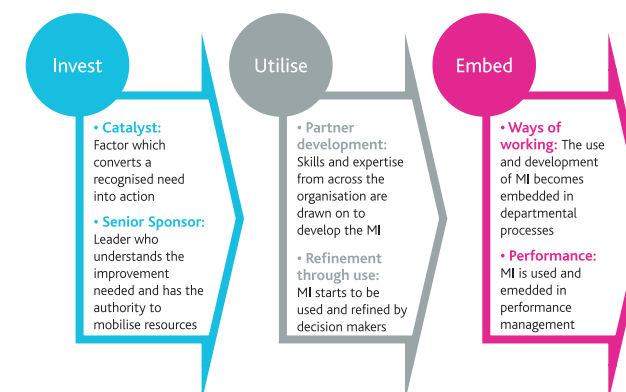 Invest
• Catalyst:
Factor which
converts a
recognised need
into action
• Senior Sponsor:
Leader who
understands the
improvement
needed and has the
authority to
mobilise resources
Utilise
• Partner
development:
Skills and expertise
from across the
organisation are
drawn on to
develop the MI
• Refinement
through use:
MI starts to be
used and refined by
decision makers
Embed
• Ways of
working: The use
and development
of MI becomes
embedded in
departmental
processes
• Performance:
MI is used and
emedded in
performance
management